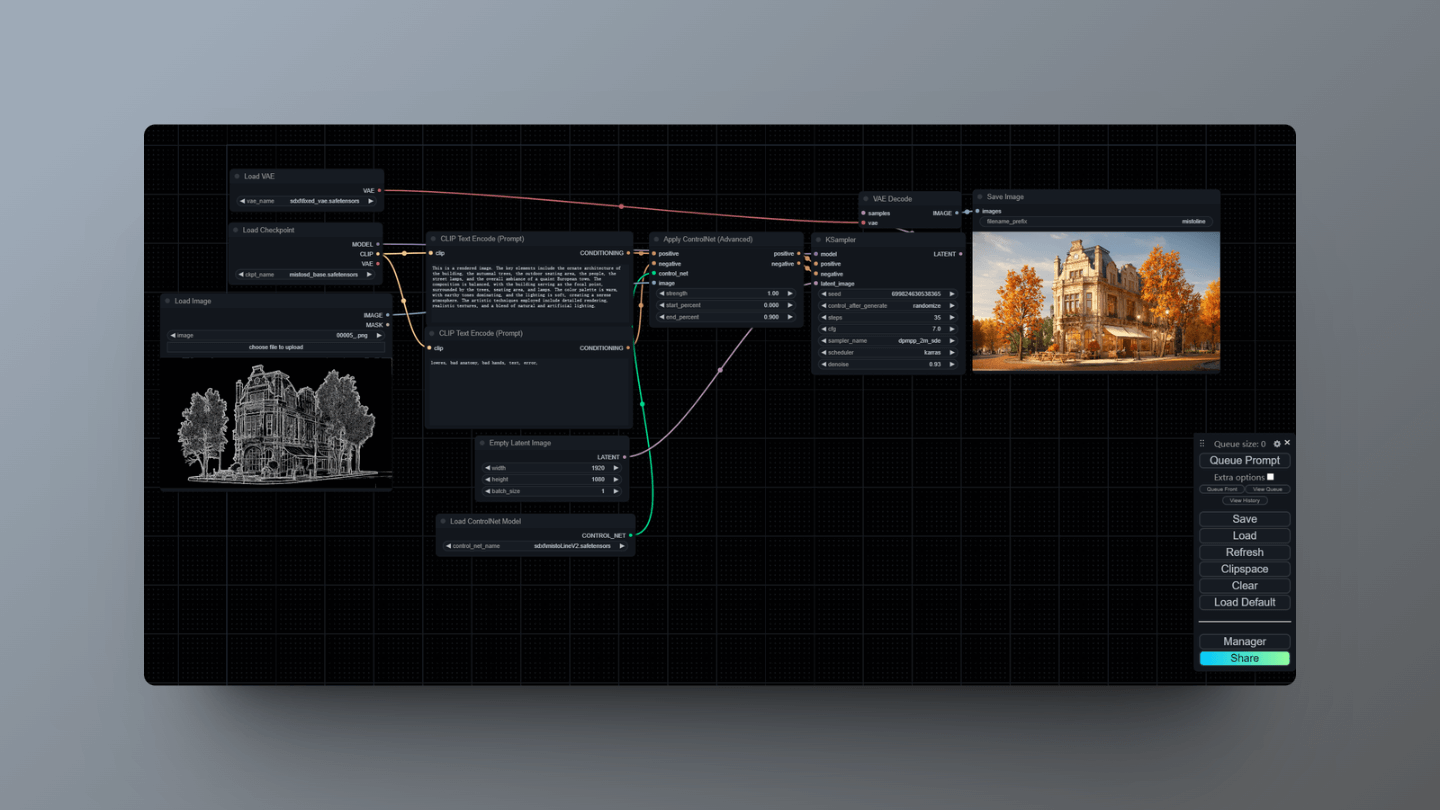 Load VAE
VAE
vae_name sdxl\fixed_vae.safetensors
Load Checkpoint
MODEL
CLIP
VAE
ckpt_name mistond_base.safetensors
Load Image
IMAGE
MASK
image 00005_.png
choose file to upload
CLIP Text Encode (Prompt)
clip CONDITIONING
This is a rendered image. The key elements include the ornate architecture of
the building, the autumnal trees, the outdoor seating area, the people, the
street lamps, and the overall ambiance of a quaint European town. The
composition is balanced, with the building serving as the focal point,
surrounded by the trees, seating area, and lamps. The color palette is warm,
with earthy tones dominating, and the lighting is soft, creating a serene
atmosphere. The artistic techniques employed include detailed rendering,
realistic textures, and a blend of natural and artificial lighting.
CLIP Text Encode (Prompt)
clip CONDITIONING
lowres, bad anatomy, bad hands, text, error,
Empty Latent Image
LATENT
width 1920
height 1080
batch_size 1
Load ControlNet Model
CONTROL_NET
control_net_name sdxl\mistoLineV2.safetensors
Apply ControlNet (Advanced)
positive positive
negative negative
control_net
image
strength 1.00
start_percent 0.000
end_percent 0.900
KSampler
model LATENT
positive
negative
latent_image
seed 699824630538365
control_after_generate randomize
steps 35
cfg 7.0
sampler_name dpmpp_2m_sde
scheduler karras
denoise 0.93
VAE Decode
samples IMAGE
vae
Save Image
images
filename_prefix mistoline
Queue size: 0
Queue Prompt
Extra options
Queue Front View Queue
View History
Save
Load
Refresh
Clipspace
Clear
Load Default
Manager
Share